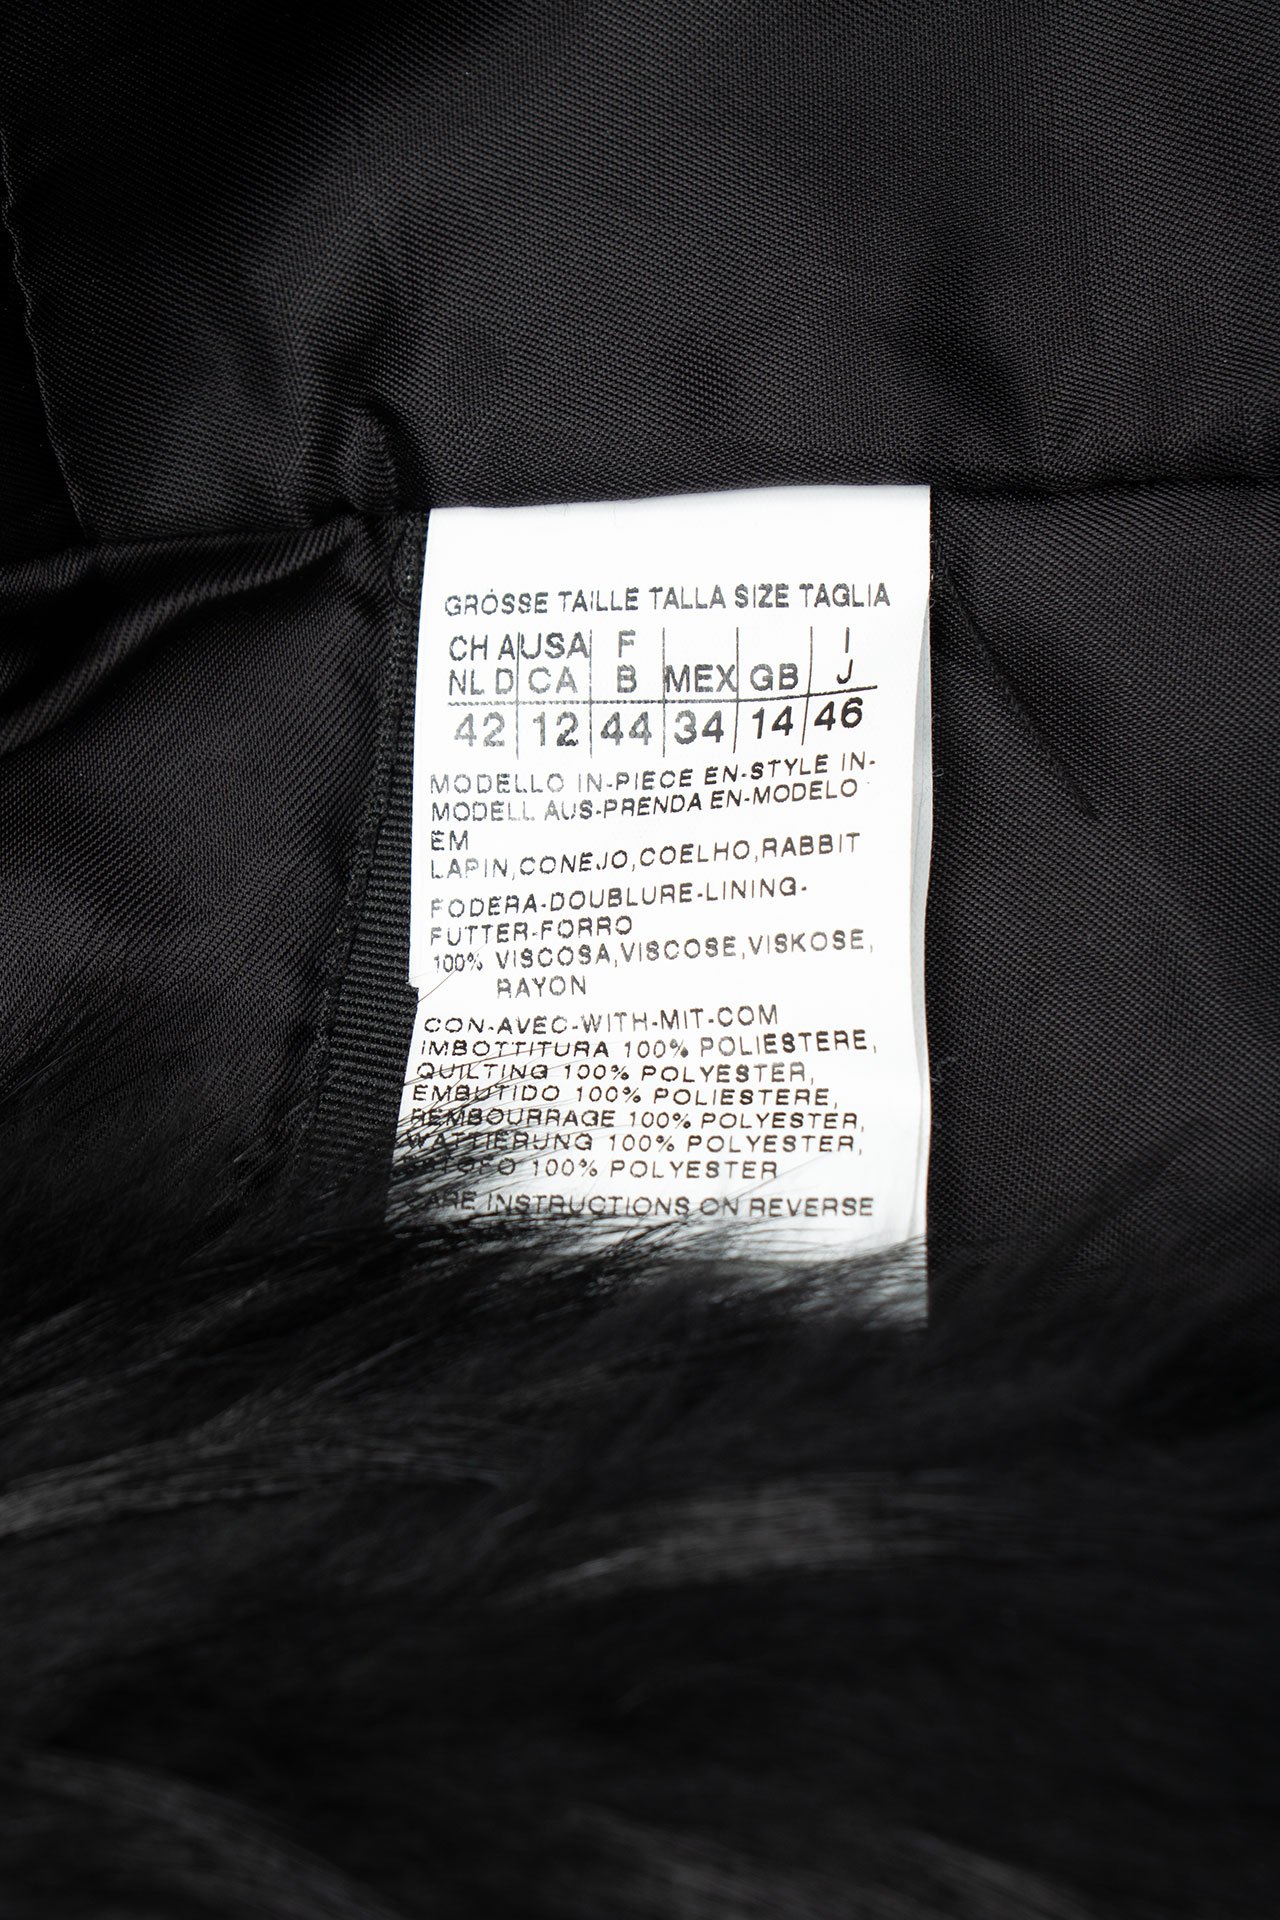 GRÖSSE TAILLE TALLA SIZE TAGLIA
CH A USA F I
NL D CA B MEX GB J
42 12 44 34 14 46
MODELLO IN-PIECE EN-STYLE IN-
MODELL AUS-PRENDA EN-MODELO
EM
LAPIN,CONEJO,COELHO,RABBIT
FODERA-DOUBLURE-LINING-
FUTTER-FORRO
100% VISCOSA,VISCOSE,VISKOSE,
RAYON
CON-AVEC-WITH-MIT-COM
IMBOTTITURA 100% POLIESTERE,
QUILTING 100% POLYESTER,
EMBUTIDO 100% POLIESTERE,
REMBOURRAGE 100% POLYESTER,
WATTIERUNG 100% POLYESTER,
100% POLYESTER
CARE INSTRUCTIONS ON REVERSE